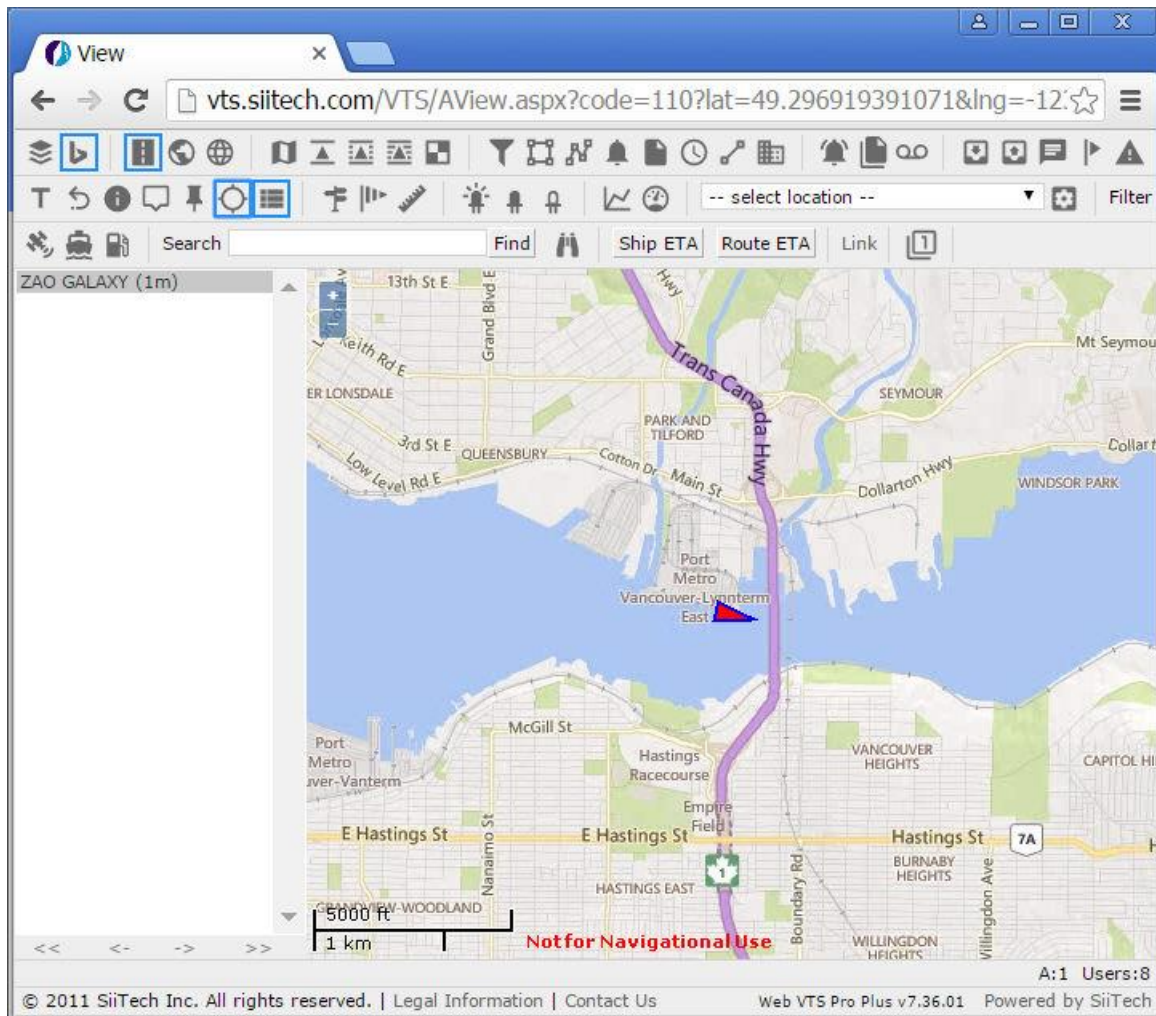 View
vts.siitech.com/VTS/AView.aspx?code=110?lat=49.296919391071&lng=-12
-- select location --
Filter
Search
Find
Ship ETA
Route ETA
Link
1
ZAO GALAXY (1m)
13th St E
Grand Blvd E
Hwy
Keith Rd E
Trans Canada Hwy
Mt Seymou
ER LONSDALE
SEYMOUR
PARK AND
TILFORD
3rd St E
QUEENSBURY
Cotton Dr
Main St
Low Level Rd E
Dollarton Hwy
Dollart
WINDSOR PARK
Port
Metro
Vancouver-Lynnterm
East
McGill St
Port
Metro
uver-Vanterm
Hastings
Racecourse
VANCOUVER
HEIGHTS
CAPITOL HI
Empire
Field
E Hastings St
E Hastings St
Hastings St
7A
H
Nanaimo St
1
BURNABY
HEIGHTS
HASTINGS EAST
Boundary Rd
Willingdon Ave
GRANDVIEW-WOODLAND
5000 ft
1 km
Not for Navigational Use
WILLINGDON
HEIGHTS
<< <- -> >>
A:1 Users:8
© 2011 SiiTech Inc. All rights reserved. | Legal Information | Contact Us
Web VTS Pro Plus v7.36.01 Powered by SiiTech